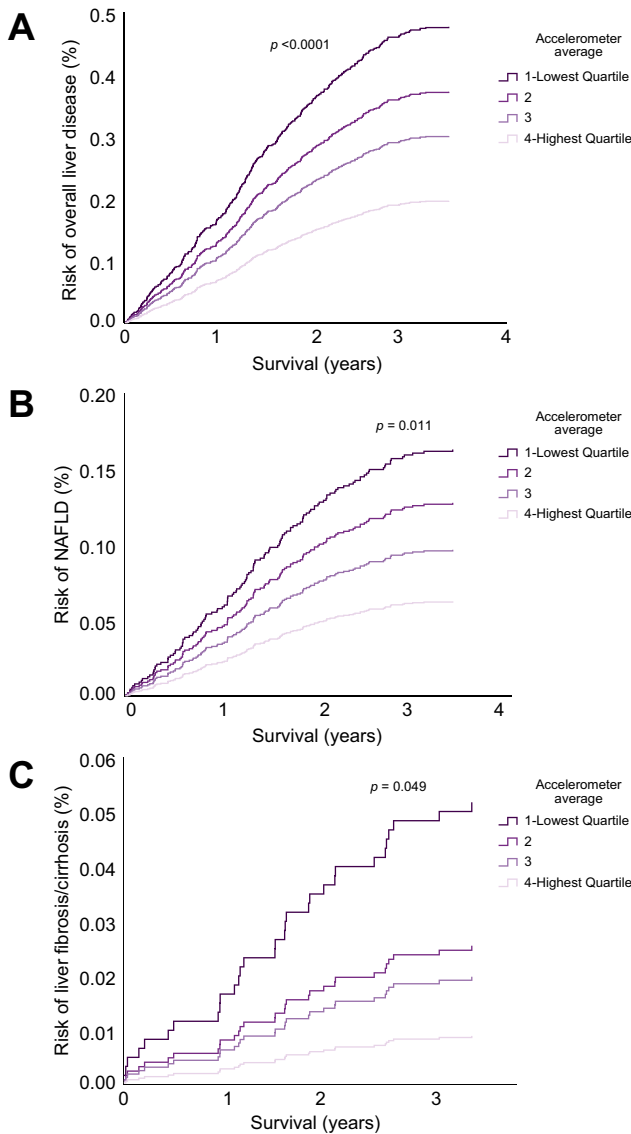 A
Risk of overall liver disease (%)
0.5
0.4
0.3
0.2
0.1
0.0
p <0.0001
0 1 2 3 4
Survival (years)
Accelerometer
average
1-Lowest Quartile
2
3
4-Highest Quartile
B
Risk of NAFLD (%)
0.20
0.15
0.10
0.05
0.00
p = 0.011
0 1 2 3 4
Survival (years)
Accelerometer
average
1-Lowest Quartile
2
3
4-Highest Quartile
C
Risk of liver fibrosis/cirrhosis (%)
0.06
0.05
0.04
0.03
0.02
0.01
0.00
p = 0.049
0 1 2 3
Survival (years)
Accelerometer
average
1-Lowest Quartile
2
3
4-Highest Quartile